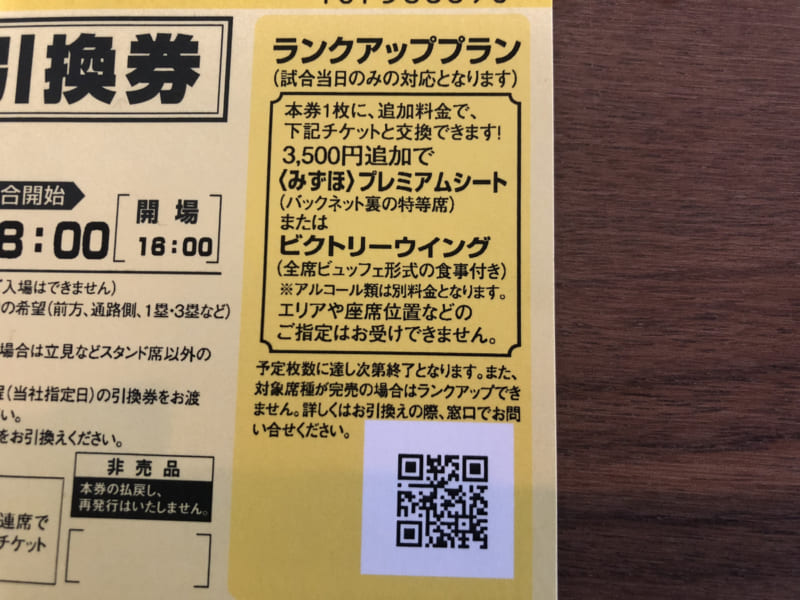 引換券
合開始
8:00
開場
16:00
入場はできません)
の希望(前方、通路側、1塁・3塁など)
場合は立見などスタンド席以外の
(当社指定日)の引換券をお渡
い。
をお引換えください。
非売品
本券の払戻し、
再発行はいたしません。
連席で
チケット
ランクアッププラン
(試合当日のみの対応となります)
本券1枚に、追加料金で、
下記チケットと交換できます!
3,500円追加で
〈みずほ〉プレミアムシート
(バックネット裏の特等席)
または
ビクトリーウイング
(全席ビュッフェ形式の食事付き)
※アルコール類は別料金となります。
エリアや座席位置などの
ご指定はお受けできません。
予定枚数に達し次第終了となります。また、
対象席種が完売の場合はランクアップでき
ません。詳しくはお引換えの際、窓口でお問
い合せください。